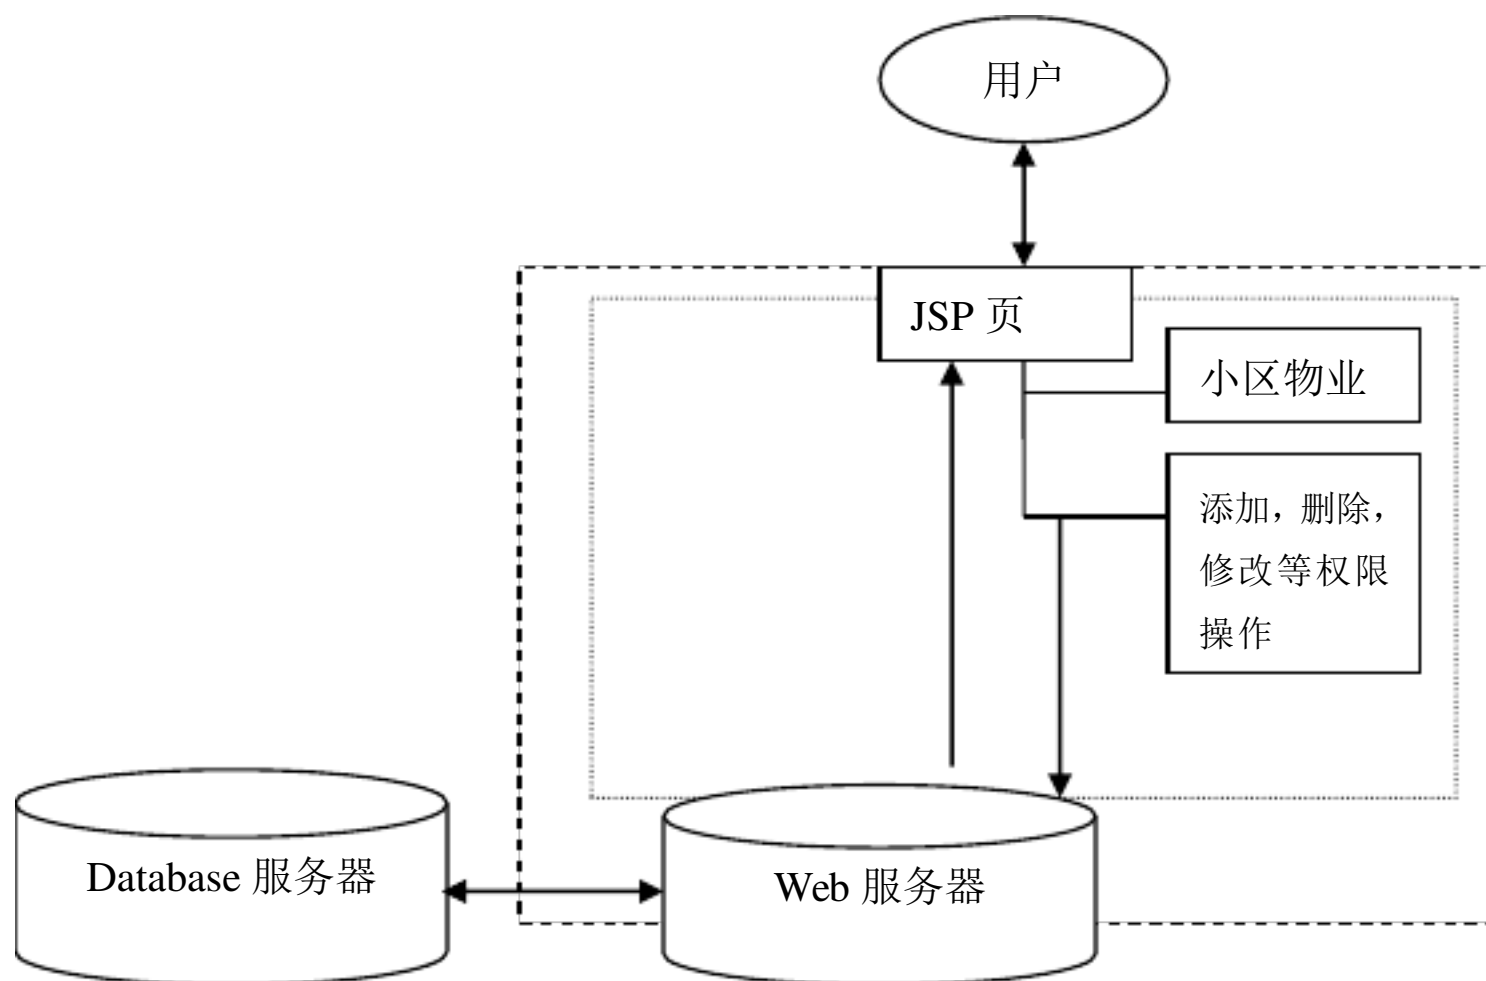 用户
JSP 页
小区物业
添加，删除，
修改等权限
操作
Database 服务器
Web 服务器